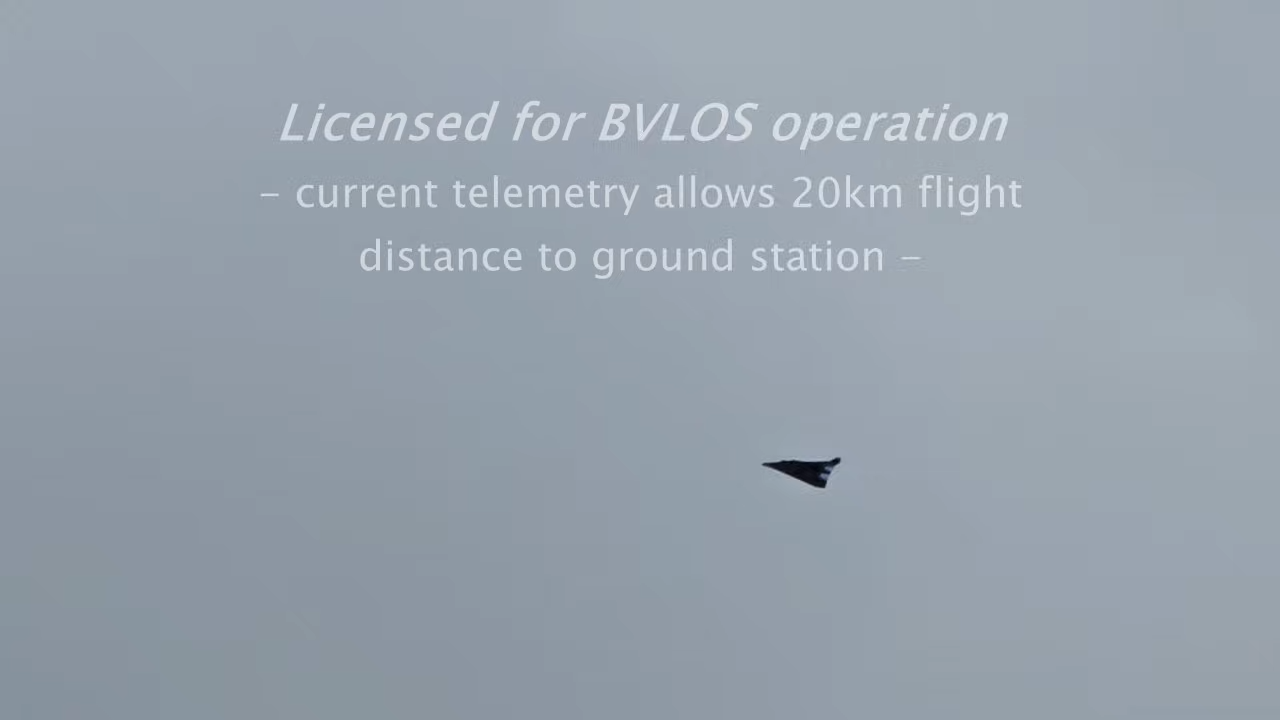 Licensed for BVLOS operation
– current telemetry allows 20km flight
distance to ground station –